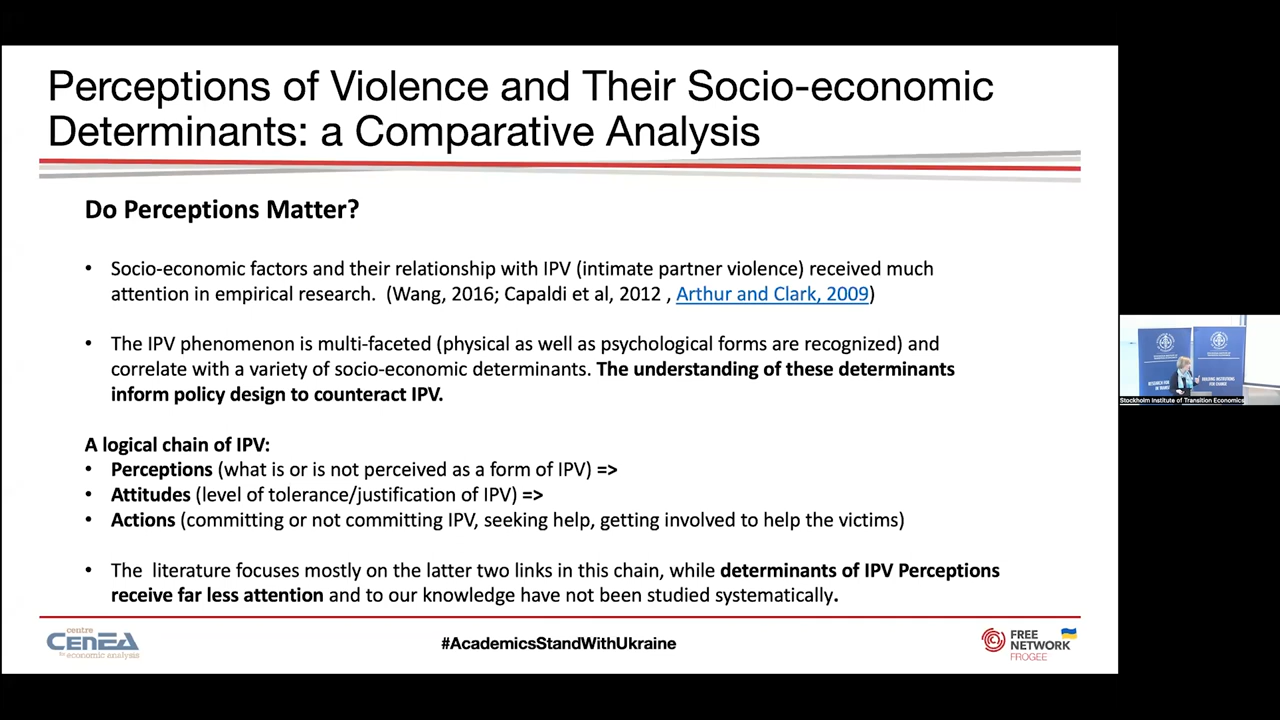 Perceptions of Violence and Their Socio-economic
Determinants: a Comparative Analysis
Do Perceptions Matter?
• Socio-economic factors and their relationship with IPV (intimate partner violence) received much
attention in empirical research.  (Wang, 2016; Capaldi et al, 2012 , Arthur and Clark, 2009)
• The IPV phenomenon is multi-faceted (physical as well as psychological forms are recognized) and
correlate with a variety of socio-economic determinants. The understanding of these determinants
inform policy design to counteract IPV.
A logical chain of IPV:
• Perceptions (what is or is not perceived as a form of IPV) =>
• Attitudes (level of tolerance/justification of IPV) =>
• Actions (committing or not committing IPV, seeking help, getting involved to help the victims)
• The  literature focuses mostly on the latter two links in this chain, while determinants of IPV Perceptions
receive far less attention and to our knowledge have not been studied systematically.
centre
CENEA
for economic analysis
#AcademicsStandWithUkraine
FREE
NETWORK
FROGEE
BUILDING INSTITUTIONS
FOR CHANGE
Stockholm Institute of Transition Economics